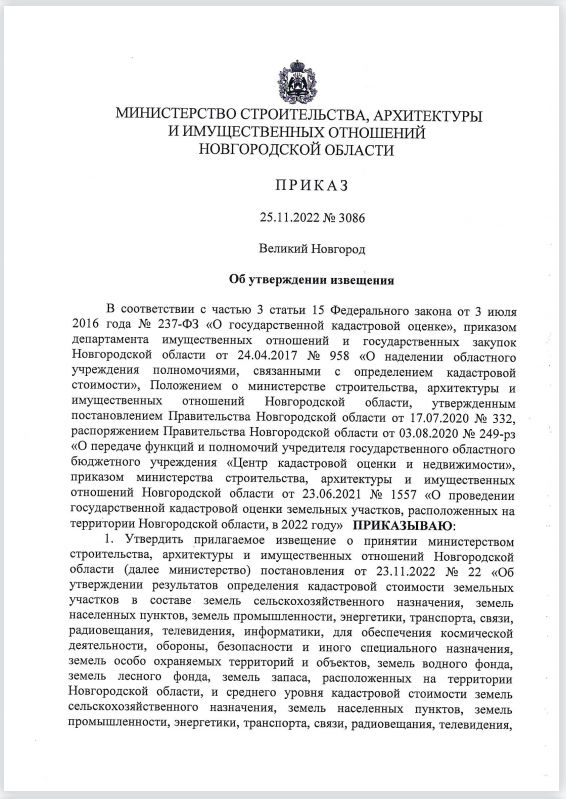 МИНИСТЕРСТВО СТРОИТЕЛЬСТВА, АРХИТЕКТУРЫ
И ИМУЩЕСТВЕННЫХ ОТНОШЕНИЙ
НОВГОРОДСКОЙ ОБЛАСТИ
ПРИКАЗ
25.11.2022 № 3086
Великий Новгород
Об утверждении извещения
В соответствии с частью 3 статьи 15 Федерального закона от 3 июля
2016 года № 237-ФЗ «О государственной кадастровой оценке», приказом
департамента имущественных отношений и государственных закупок
Новгородской области от 24.04.2017 № 958 «О наделении областного
учреждения полномочиями, связанными с определением кадастровой
стоимости», Положением о министерстве строительства, архитектуры и
имущественных отношений Новгородской области, утвержденным
постановлением Правительства Новгородской области от 17.07.2020 № 332,
распоряжением Правительства Новгородской области от 03.08.2020 № 249-рз
«О передаче функций и полномочий учредителя государственного областного
бюджетного учреждения «Центр кадастровой оценки и недвижимости»,
приказом министерства строительства, архитектуры и имущественных
отношений Новгородской области от 23.06.2021 № 1557 «О проведении
государственной кадастровой оценки земельных участков, расположенных на
территории Новгородской области, в 2022 году» ПРИКАЗЫВАЮ:
1. Утвердить прилагаемое извещение о принятии министерством
строительства, архитектуры и имущественных отношений Новгородской
области (далее министерство) постановления от 23.11.2022 № 22 «Об
утверждении результатов определения кадастровой стоимости земельных
участков в составе земель сельскохозяйственного назначения, земель
населенных пунктов, земель промышленности, энергетики, транспорта, связи,
радиовещания, телевидения, информатики, для обеспечения космической
деятельности, обороны, безопасности и иного специального назначения,
земель особо охраняемых территорий и объектов, земель водного фонда,
земель лесного фонда, земель запаса, расположенных на территории
Новгородской области, и среднего уровня кадастровой стоимости земель
сельскохозяйственного назначения, земель населенных пунктов, земель
промышленности, энергетики, транспорта, связи, радиовещания, телевидения,